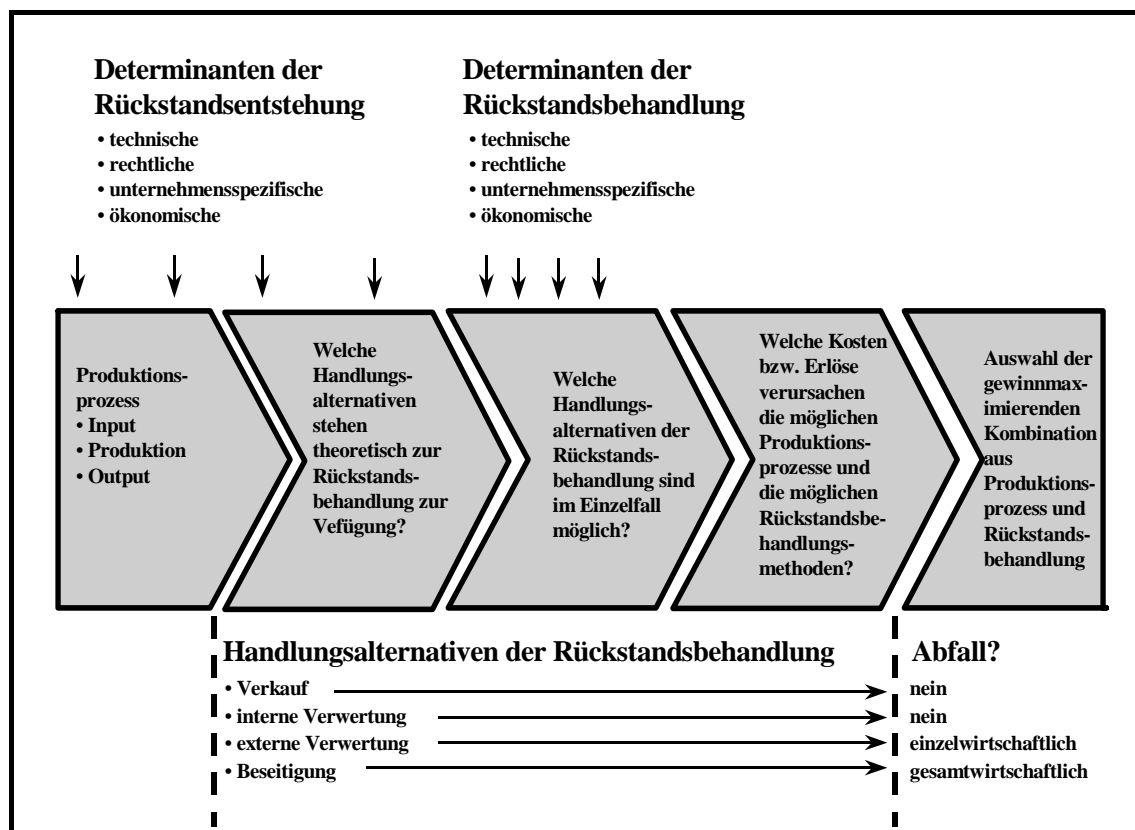 Determinanten der
Rückstandsentstehung
• technische
• rechtliche
• unternehmensspezifische
• ökonomische
Determinanten der
Rückstandsbehandlung
• technische
• rechtliche
• unternehmensspezifische
• ökonomische
Produktions-
prozess
• Input
• Produktion
• Output
Welche
Handlungs-
alternativen
stehen
theoretisch zur
Rückstands-
behandlung zur
Vefügung?
Welche
Handlungs-
alternativen der
Rückstands-
behandlung sind
im Einzelfall
möglich?
Welche Kosten
bzw. Erlöse
verursachen
die möglichen
Produktions-
prozesse und
die möglichen
Rückstandsbe-
handlungs-
methoden?
Auswahl der
gewinnmax-
imierenden
Kombination
aus
Produktions-
prozess und
Rückstands-
behandlung
Handlungsalternativen der Rückstandsbehandlung
• Verkauf
• interne Verwertung
• externe Verwertung
• Beseitigung
Abfall?
nein
nein
einzelwirtschaftlich
gesamtwirtschaftlich